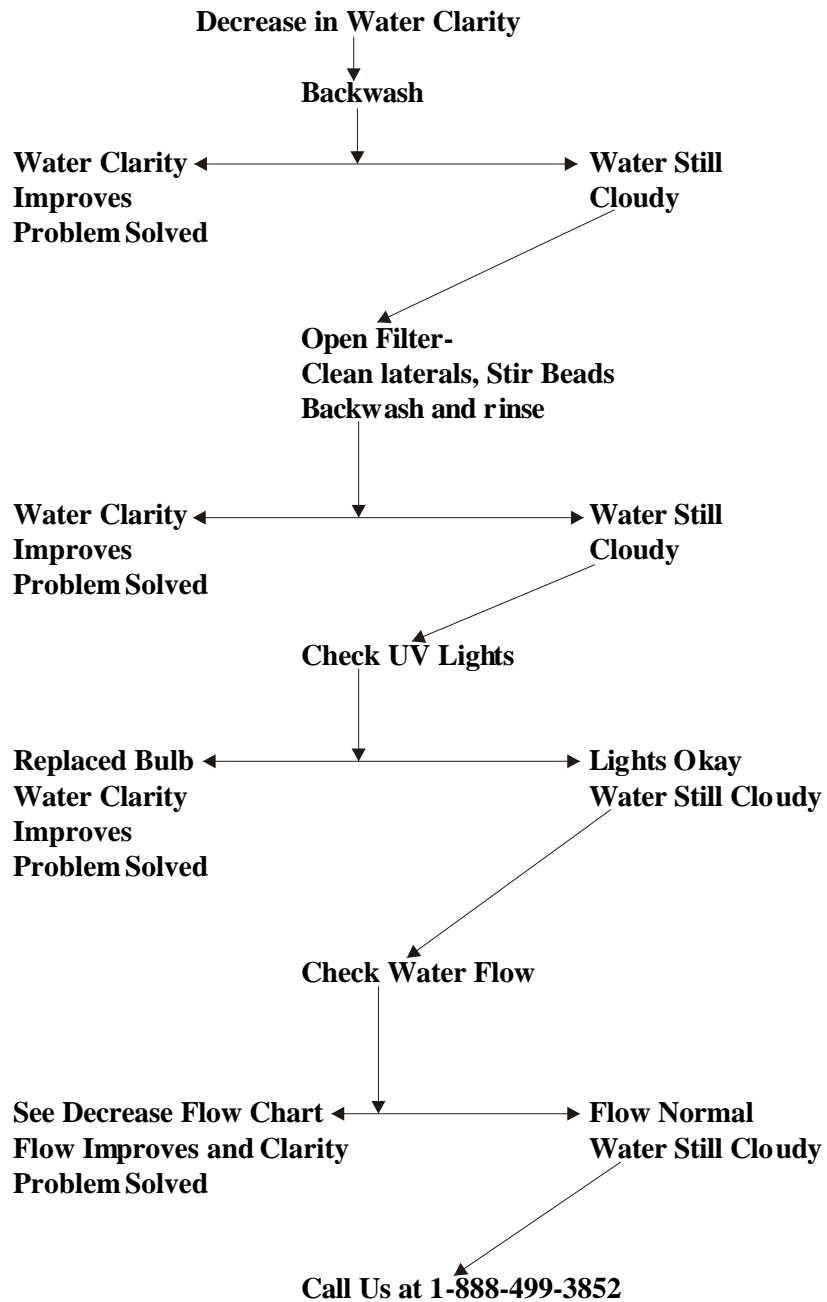 Decrease in Water Clarity
Backwash
Water Clarity
Improves
Problem Solved
Water Still
Cloudy
Open Filter-
Clean laterals, Stir Beads
Backwash and rinse
Water Clarity
Improves
Problem Solved
Water Still
Cloudy
Check UV Lights
Replaced Bulb
Water Clarity
Improves
Problem Solved
Lights Okay
Water Still Cloudy
Check Water Flow
See Decrease Flow Chart
Flow Improves and Clarity
Problem Solved
Flow Normal
Water Still Cloudy
Call Us at 1-888-499-3852